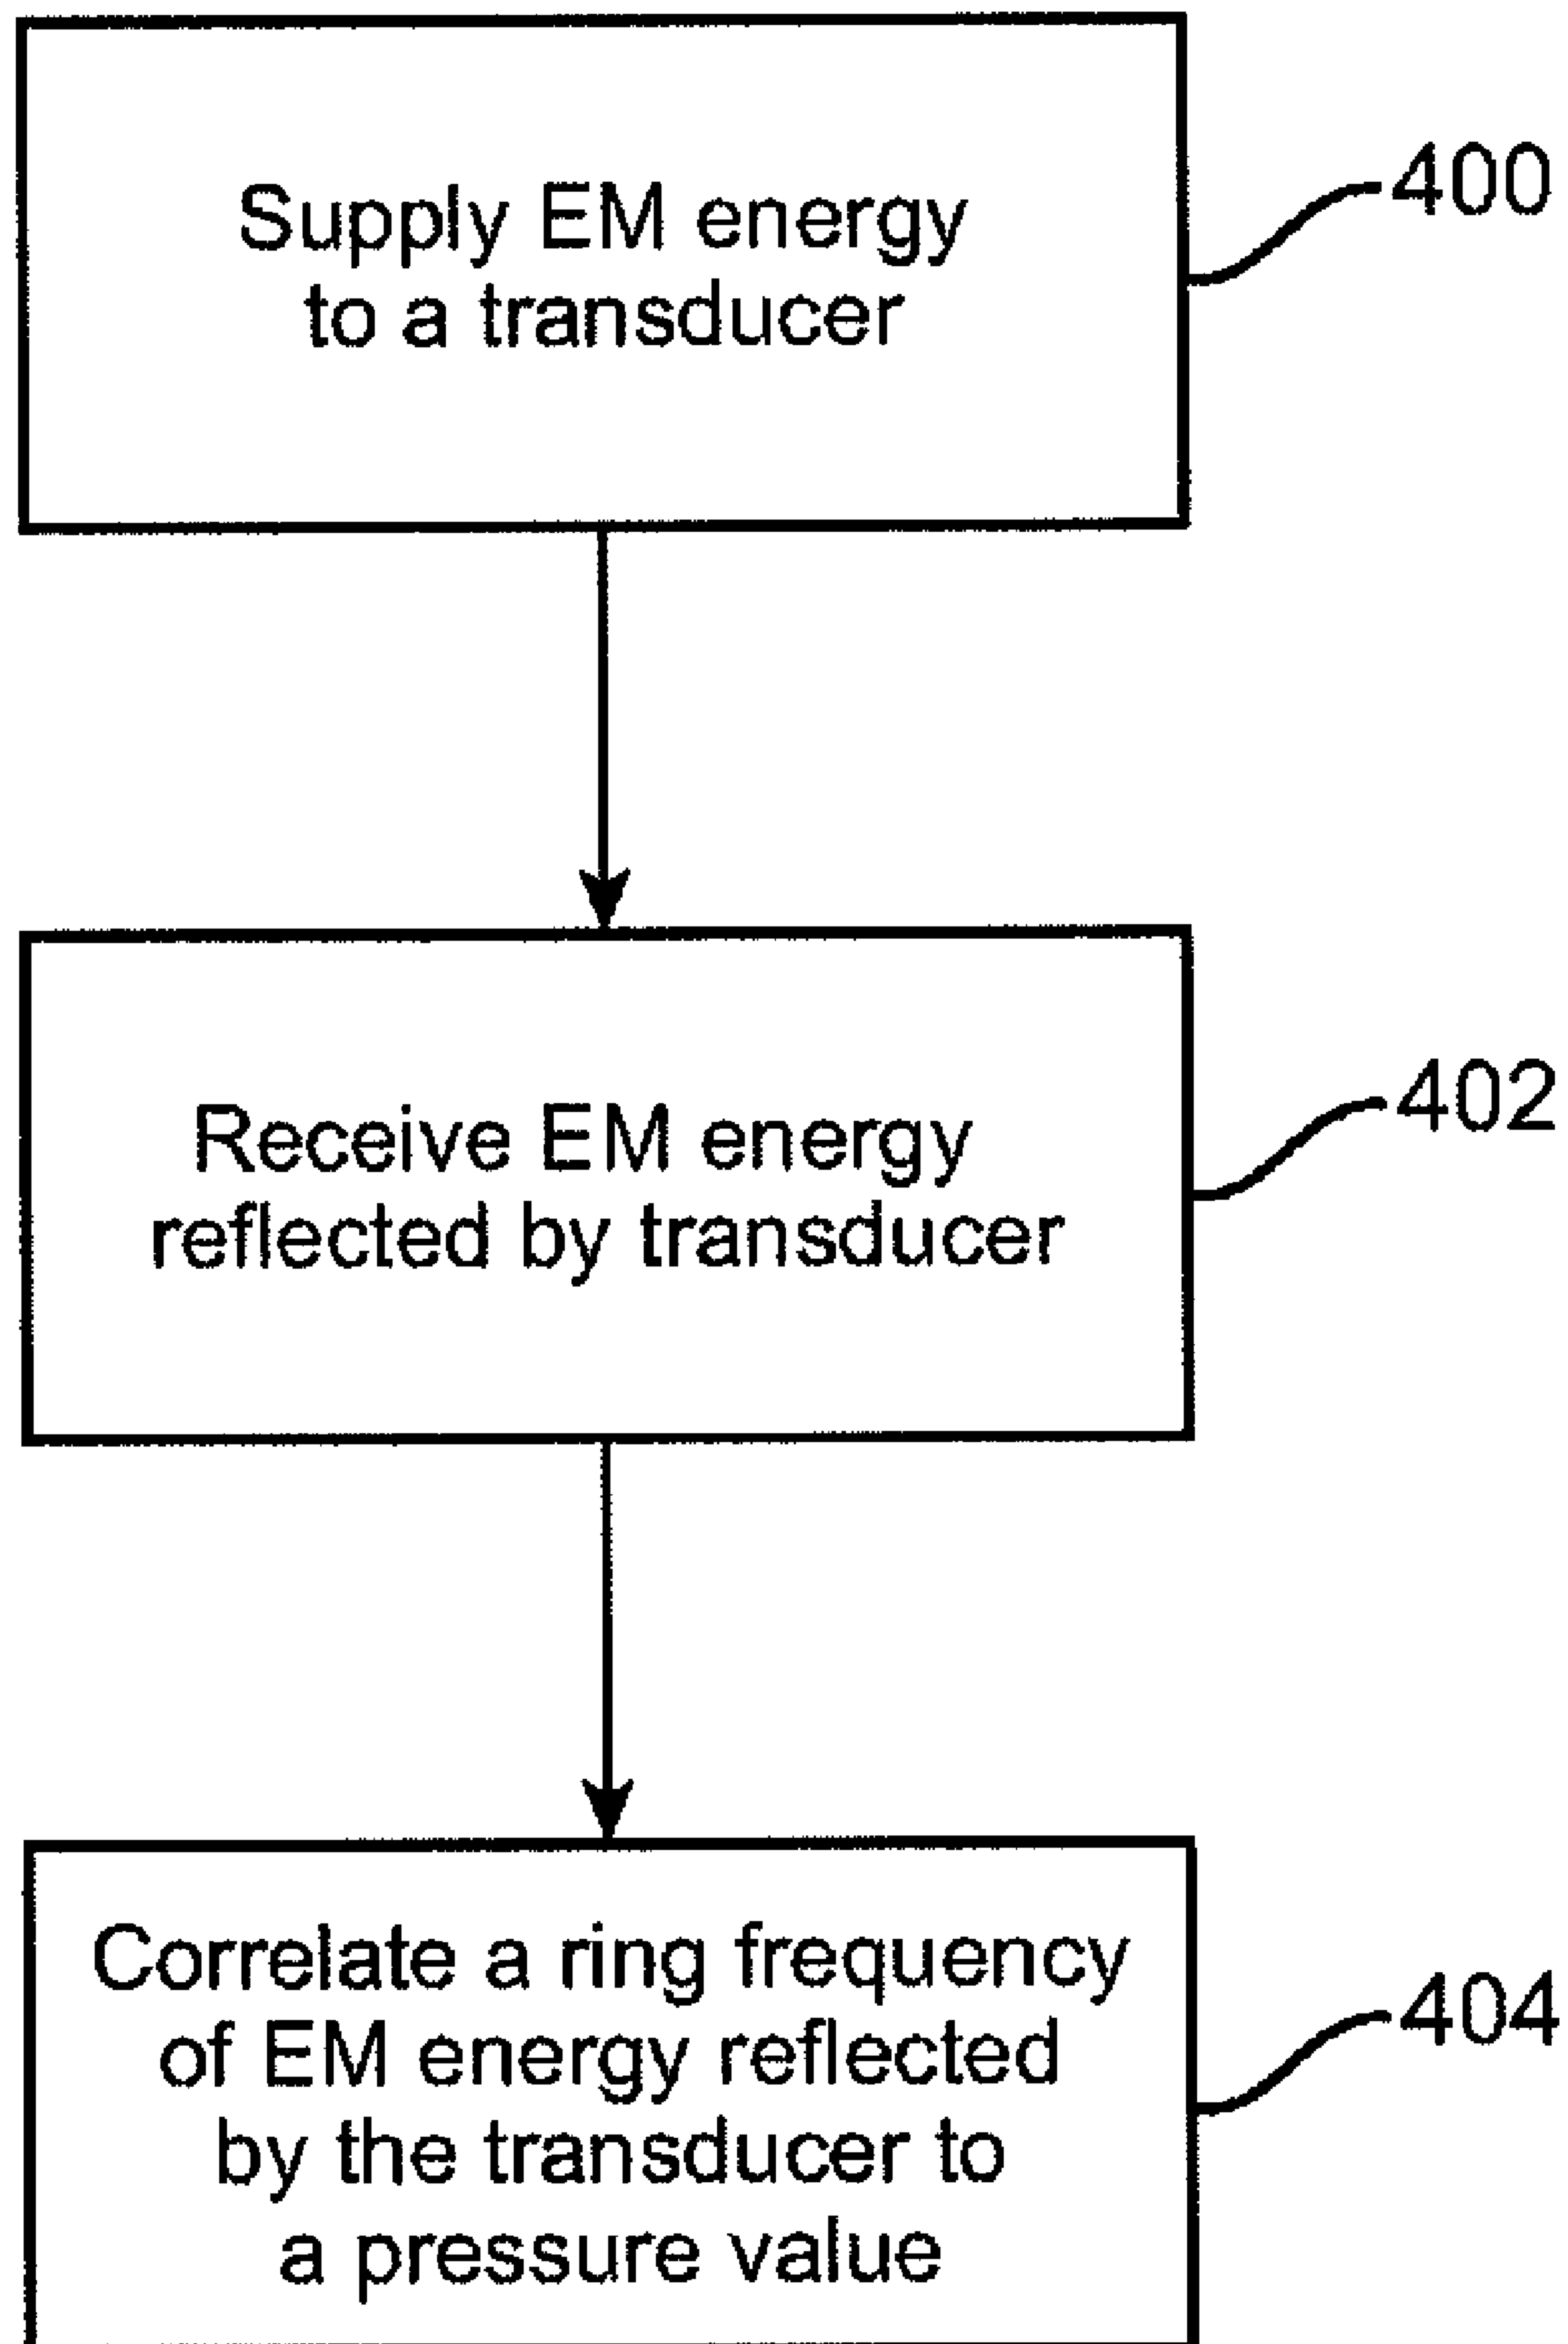 Supply EM energy
to a transducer
400
Receive EM energy
reflected by transducer
402
Correlate a ring frequency
of EM energy reflected
by the transducer to
a pressure value
404